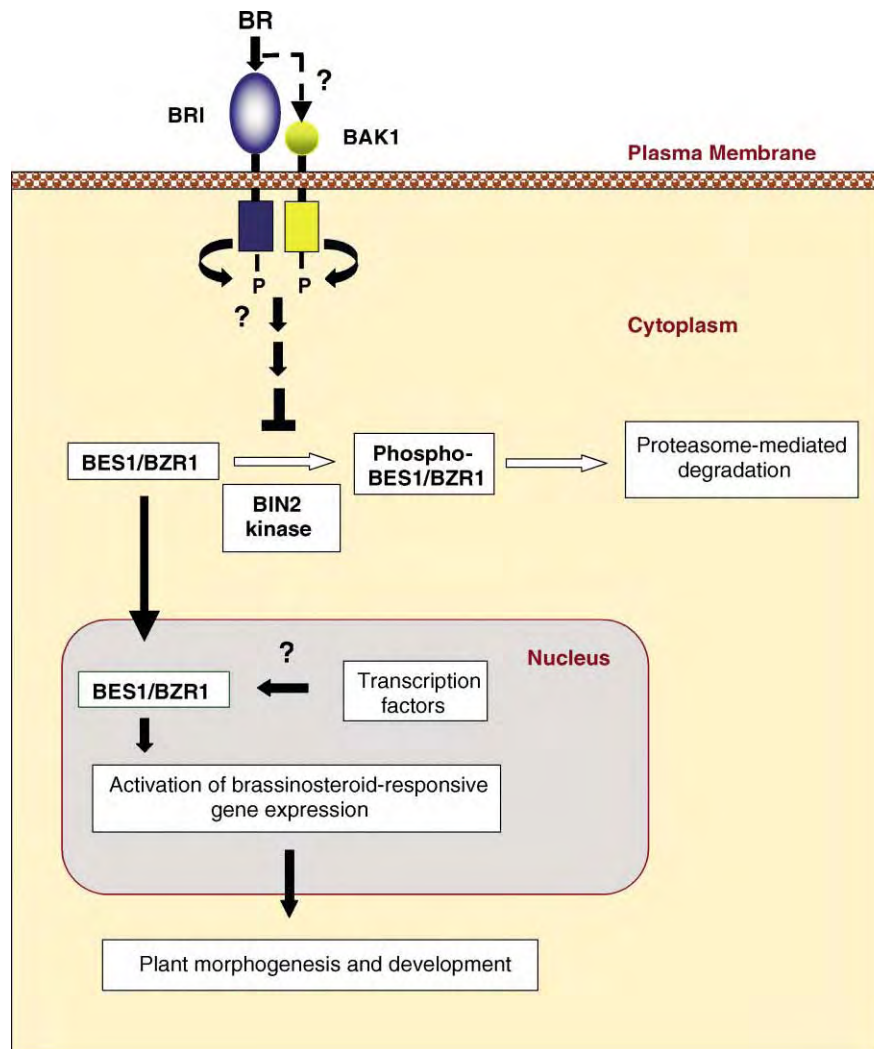 BR
?
BRI
BAK1
Plasma Membrane
P
P
?
Cytoplasm
BES1/BZR1
Phospho-
BES1/BZR1
Proteasome-mediated
degradation
BIN2
kinase
?
Nucleus
BES1/BZR1
Transcription
factors
Activation of brassinosteroid-responsive
gene expression
Plant morphogenesis and development